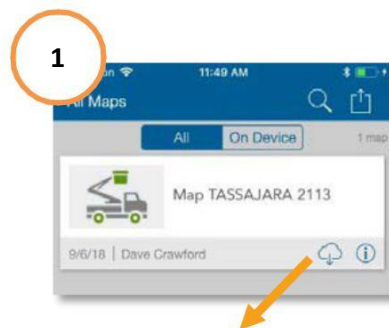 1
11:49 AM
All Maps
All
On Device
1 map
Map TASSAJARA 2113
9/6/18 | Dave Crawford